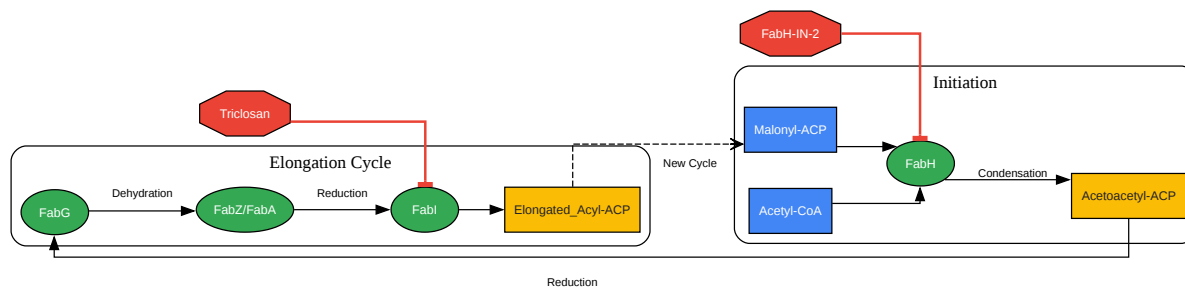 FabH-IN-2
Initiation
Triclosan
Malonyl-ACP
Elongation Cycle
New Cycle
FabH
Condensation
Dehydration
Reduction
Acetoacetyl-ACP
FabG
FabZ/FabA
FabI
Elongated_Acyl-ACP
Acetyl-CoA
Reduction